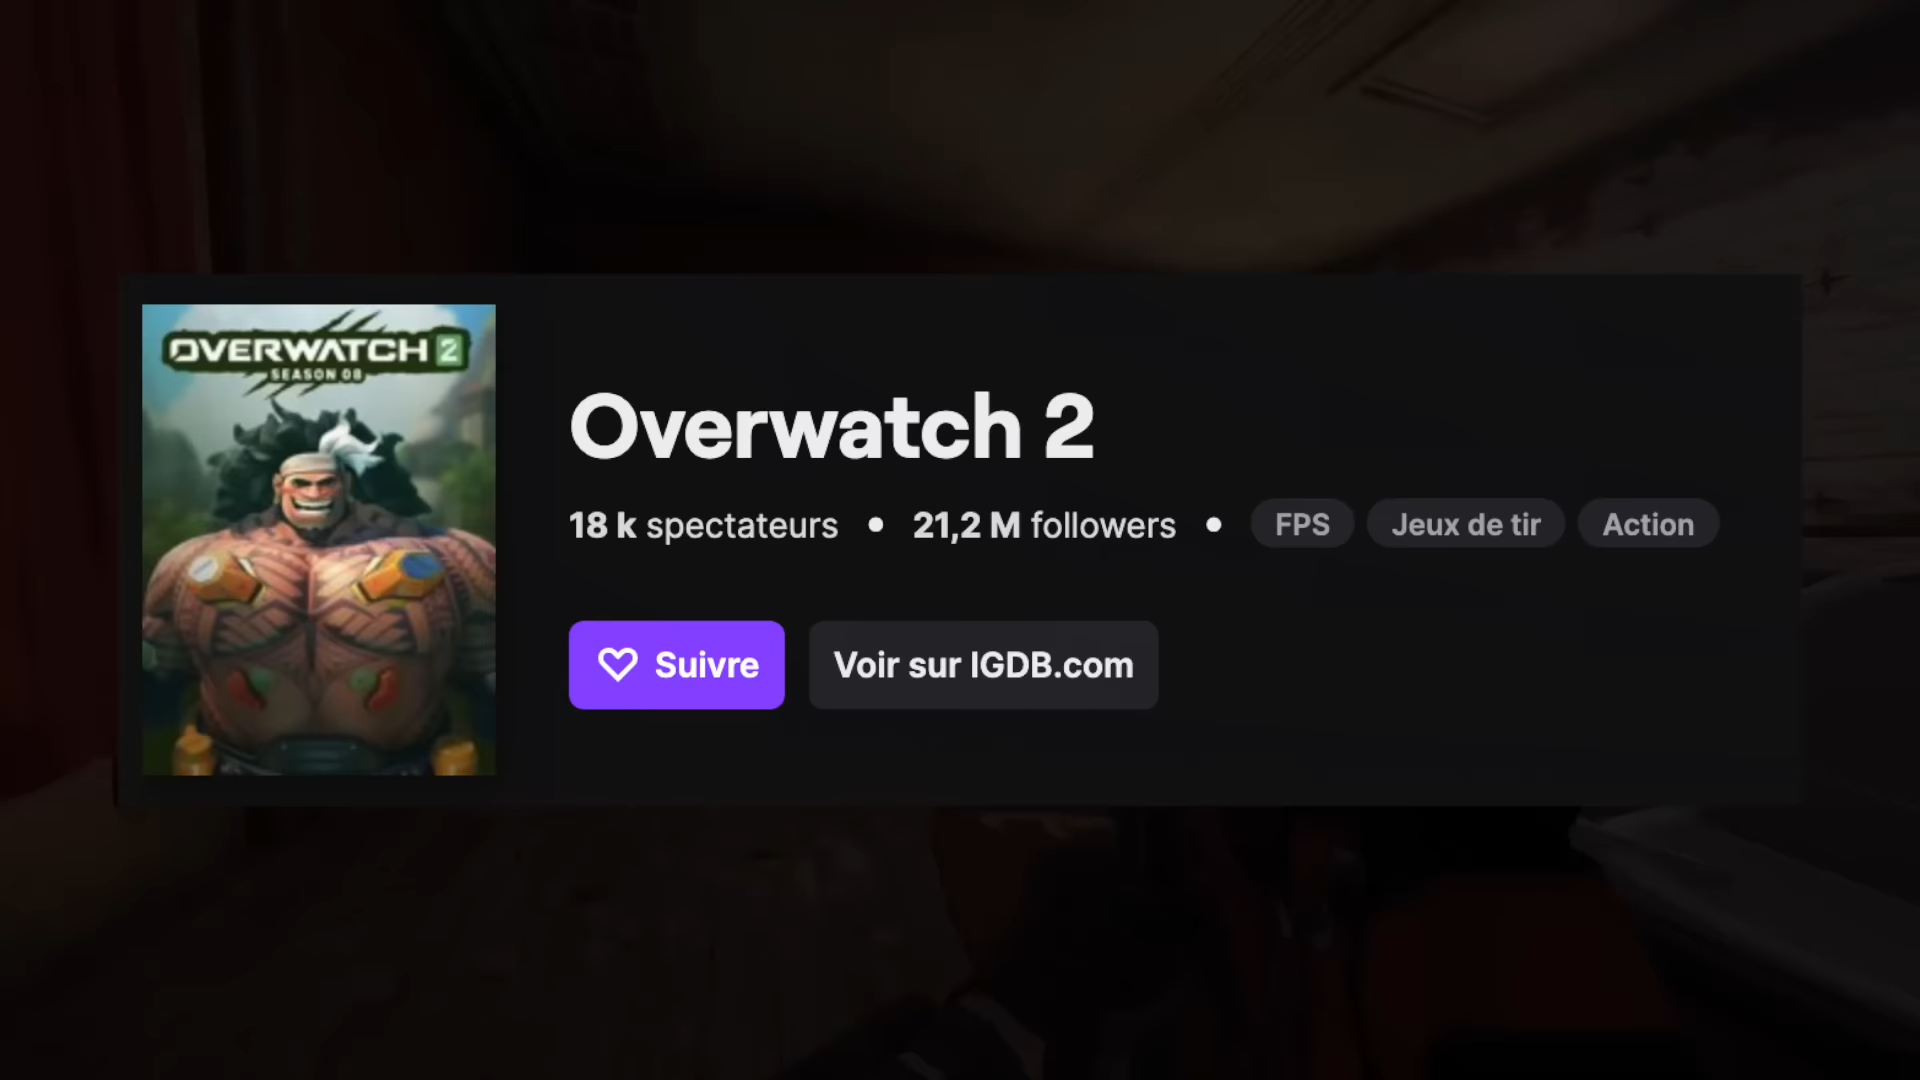 OVERWATCH 2
SEASON 08
Overwatch 2
18 k spectateurs • 21,2 M followers • FPS Jeux de tir Action
Suivre Voir sur IGDB.com